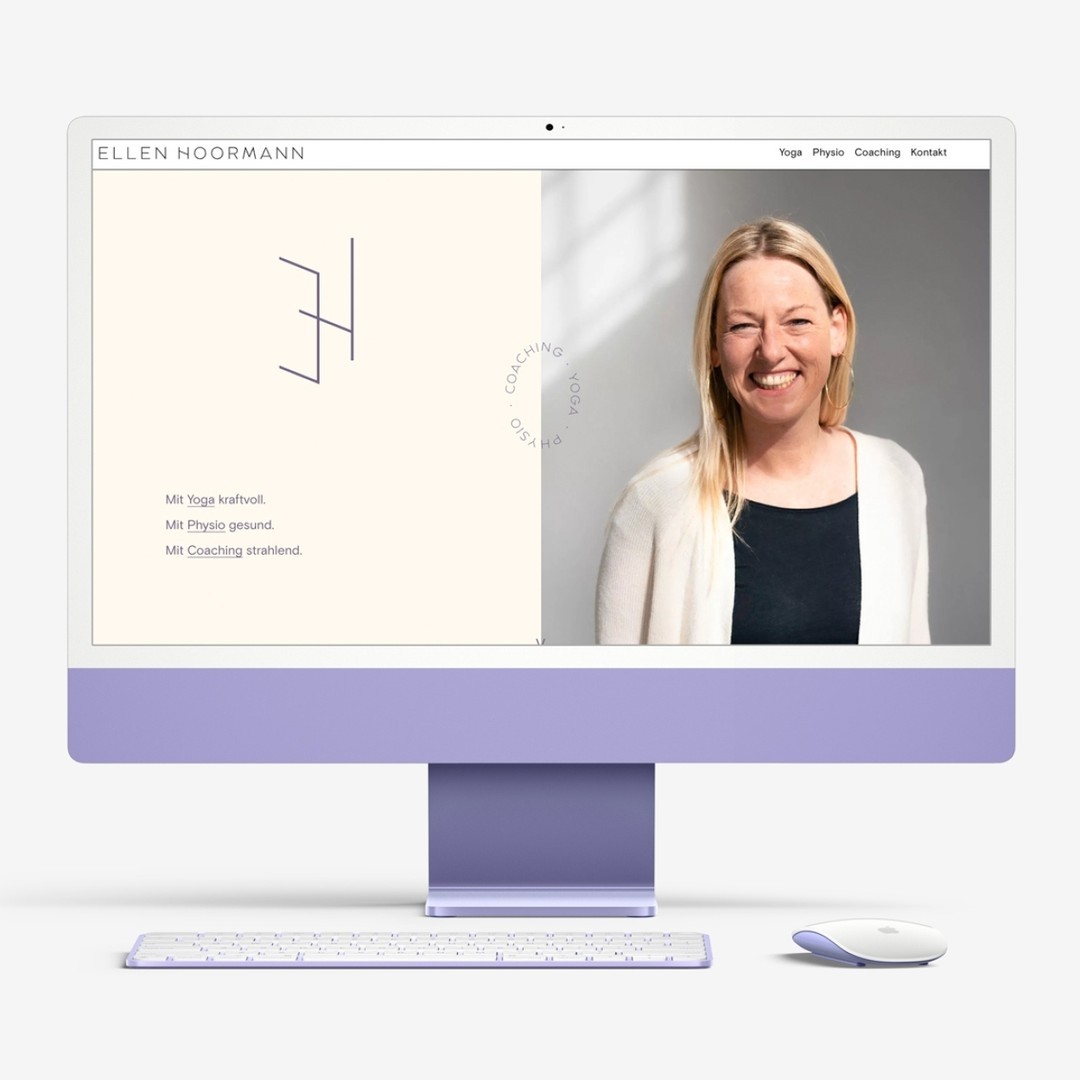 ELLEN HOORMANN
Yoga Physio Coaching Kontakt
COACHING · YOGA · PHYSIO ·
Mit Yoga kraftvoll.
Mit Physio gesund.
Mit Coaching strahlend.